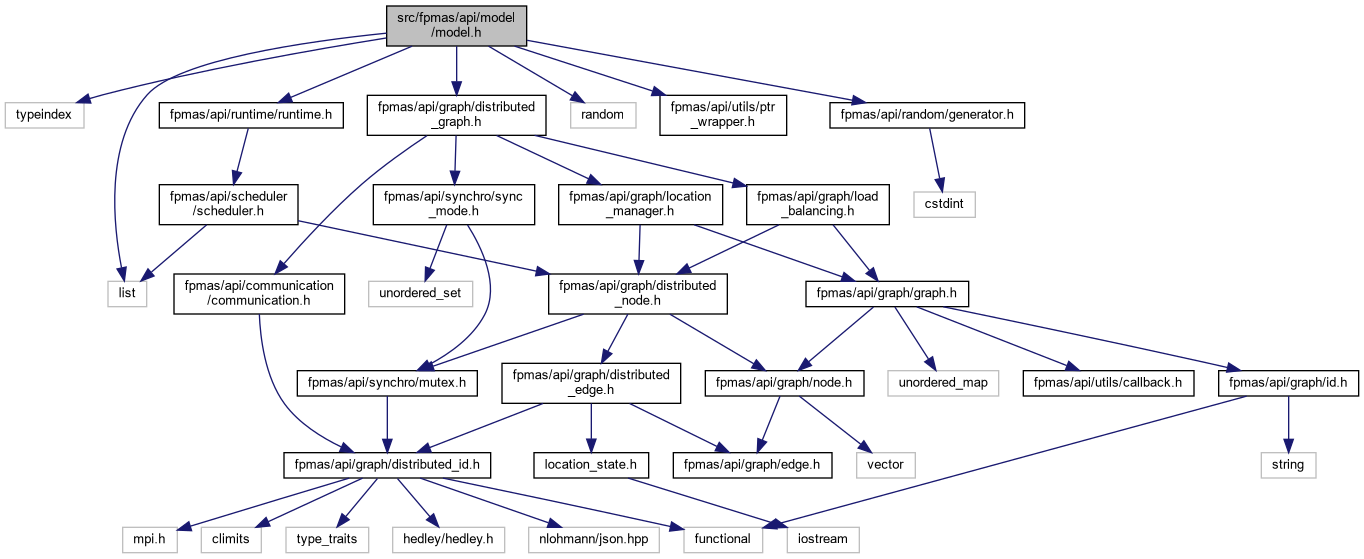 src/fpmas/api/model
/model.h
typeindex
fpmas/api/runtime/runtime.h
fpmas/api/graph/distributed
_graph.h
random
fpmas/api/utils/ptr
_wrapper.h
fpmas/api/random/generator.h
fpmas/api/scheduler
/scheduler.h
fpmas/api/synchro/sync
_mode.h
fpmas/api/graph/location
_manager.h
fpmas/api/graph/load
_balancing.h
cstdint
list
fpmas/api/communication
/communication.h
unordered_set
fpmas/api/graph/distributed
_node.h
fpmas/api/graph/graph.h
fpmas/api/synchro/mutex.h
fpmas/api/graph/distributed
_edge.h
fpmas/api/graph/node.h
unordered_map
fpmas/api/utils/callback.h
fpmas/api/graph/id.h
fpmas/api/graph/distributed_id.h
location_state.h
fpmas/api/graph/edge.h
vector
string
mpi.h
climits
type_traits
hedley/hedley.h
nlohmann/json.hpp
functional
iostream